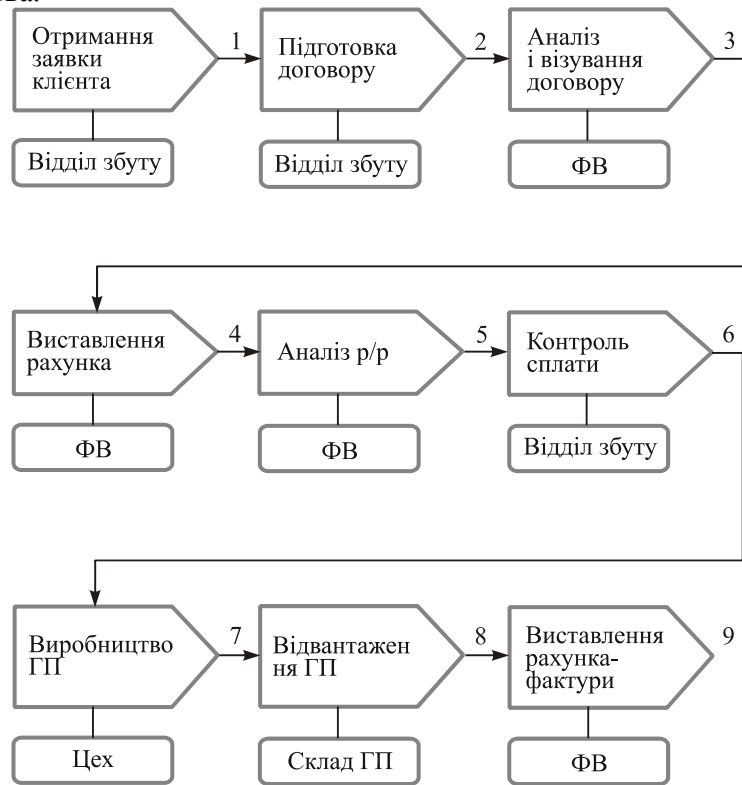 Отримання
заявки
клієнта
1
Підготовка
договору
2
Аналіз
і візування
договору
3
Відділ збуту
Відділ збуту
ФВ
Виставлення
рахунка
4
Аналіз р/р
5
Контроль
сплати
6
ФВ
ФВ
Відділ збуту
Виробництво
ГП
7
Відвантажен
ня ГП
8
Виставлення
рахунка-
фактури
9
Цех
Склад ГП
ФВ